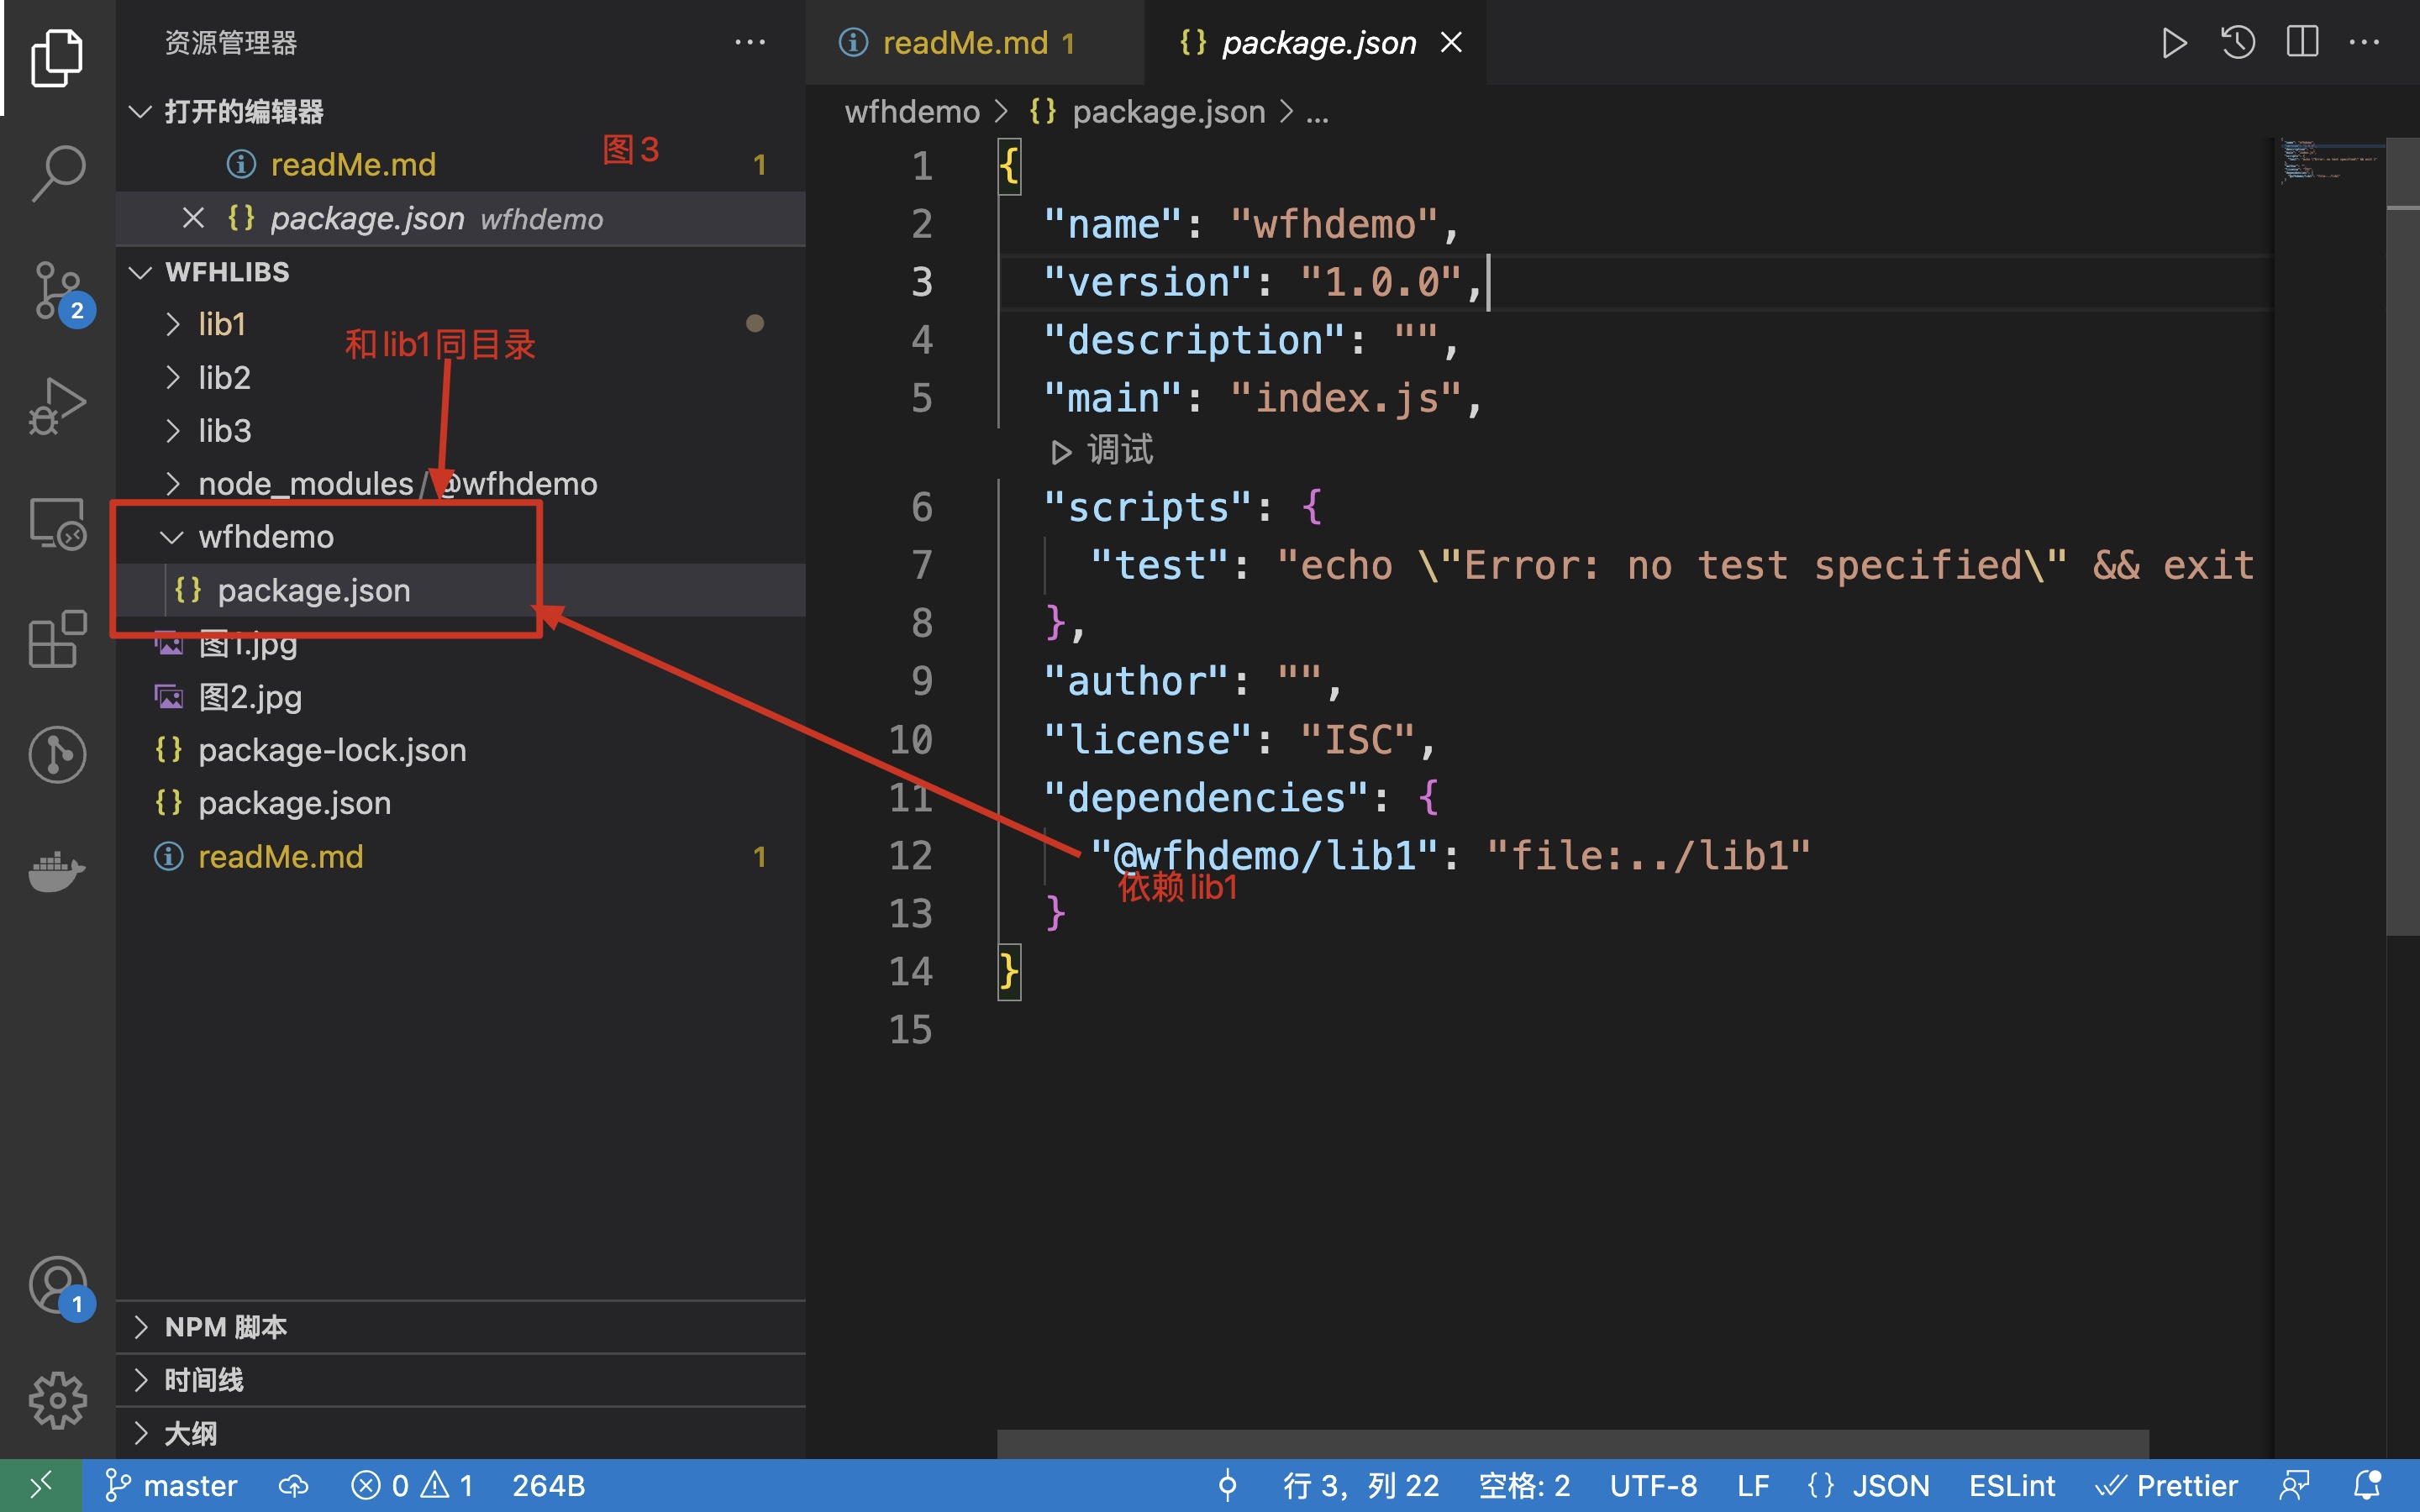 资源管理器
打开的编辑器
图3
readMe.md 1
package.json wfhdemo
WFHLIBS
lib1
和lib1同目录
lib2
lib3
node_modules / @wfhdemo
wfhdemo
package.json
图1.jpg
图2.jpg
package-lock.json
package.json
readMe.md 1
NPM 脚本
时间线
大纲
2
1
readMe.md 1
package.json
wfhdemo > {} package.json > ...
1 {
2 "name": "wfhdemo",
3 "version": "1.0.0",
4 "description": "",
5 "main": "index.js",
调试
6 "scripts": {
7 "test": "echo \"Error: no test specified\" && exit
8 },
9 "author": "",
10 "license": "ISC",
11 "dependencies": {
12 "@wfhdemo/lib1": "file:../lib1"
依赖lib1
13 }
14 }
15
master 0 1 264B 行 3，列 22 空格: 2 UTF-8 LF {} JSON ESLint Prettier